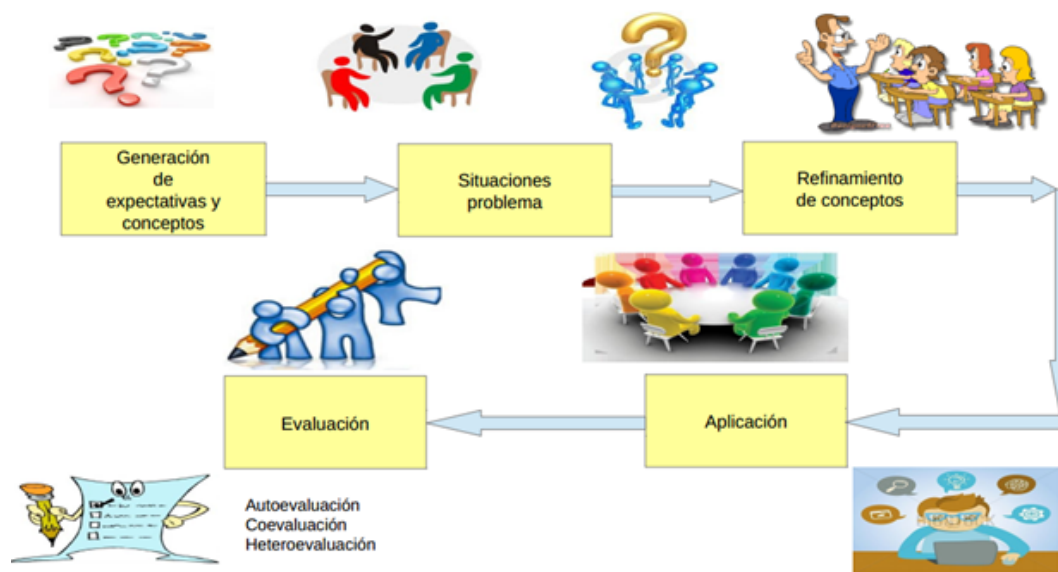 Generación
de
expectativas y
conceptos
Situaciones
problema
Refinamiento
de conceptos
Evaluación
Aplicación
Autoevaluación
Coevaluación
Heteroevaluación